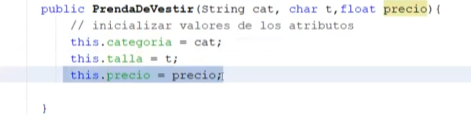 public PrendaDeVestir(String cat, char t,float precio){
// inicializar valores de los atributos
this.categoria = cat;
this.talla = t;
this.precio = precio;
}